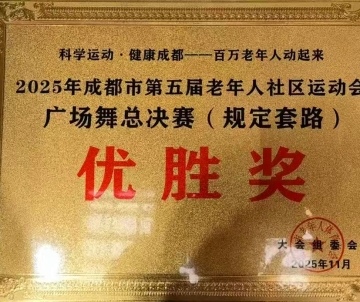 科学运动·健康成都——百万老年人动起来
2025年成都市第五届老年人社区运动会
广场舞总决赛（规定套路）
优胜奖
大会组委会
2025年11月